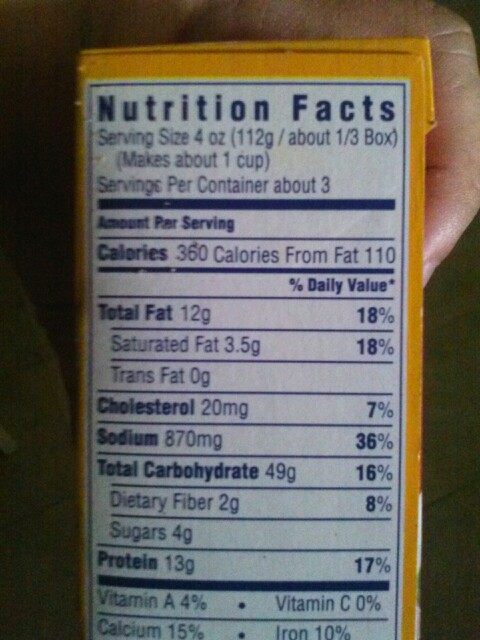 Nutrition Facts
Serving Size 4 oz (112g / about 1/3 Box)
(Makes about 1 cup)
Servings Per Container about 3
Amount Per Serving
Calories 360 Calories From Fat 110
% Daily Value*
Total Fat 12g 18%
Saturated Fat 3.5g 18%
Trans Fat 0g
Cholesterol 20mg 7%
Sodium 870mg 36%
Total Carbohydrate 49g 16%
Dietary Fiber 2g 8%
Sugars 4g
Protein 13g 17%
Vitamin A 4% • Vitamin C 0%
Calcium 15% • Iron 10%